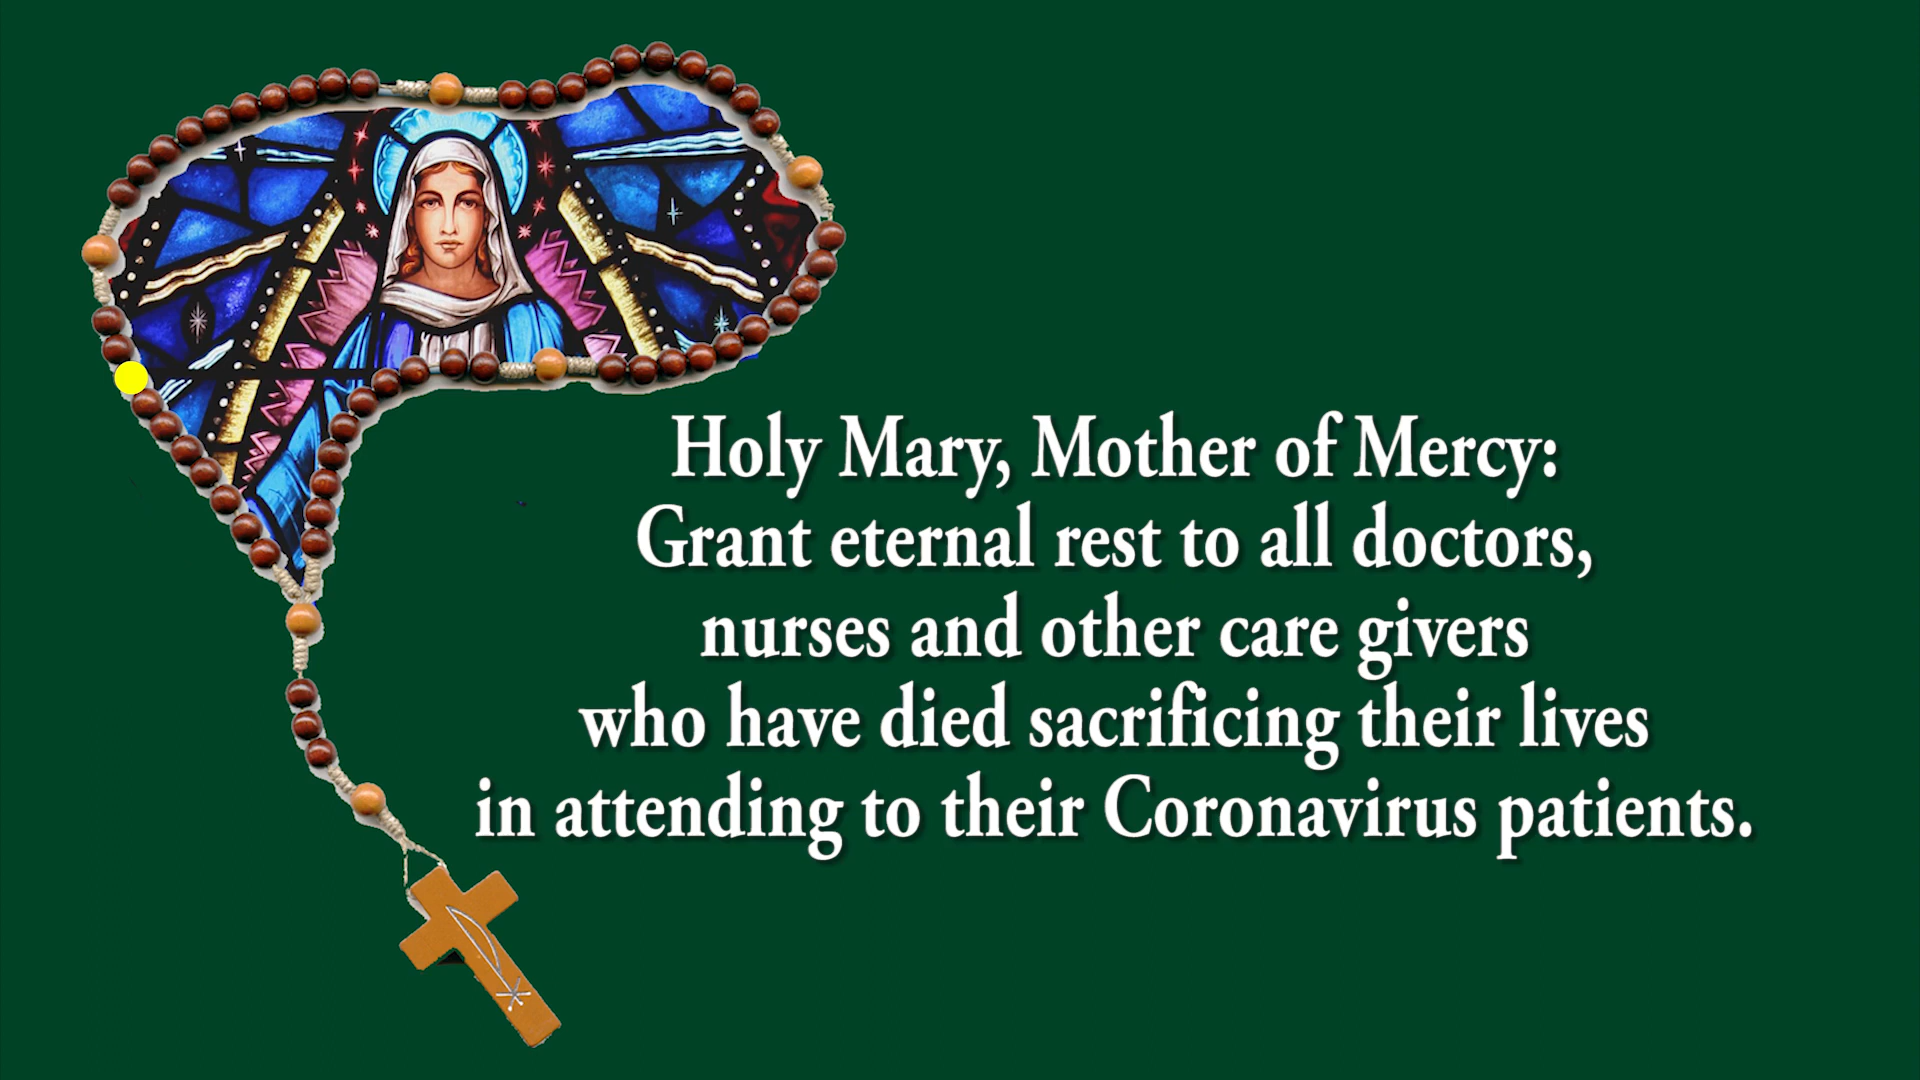 Holy Mary, Mother of Mercy:
Grant eternal rest to all doctors,
nurses and other care givers
who have died sacrificing their lives
in attending to their Coronavirus patients.